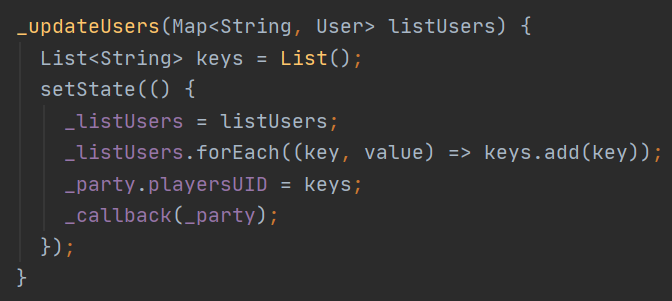 _updateUsers(Map<String, User> listUsers) {
  List<String> keys = List();
  setState(() {
    _listUsers = listUsers;
    _listUsers.forEach((key, value) => keys.add(key));
    _party.playersUID = keys;
    _callback(_party);
  });
}